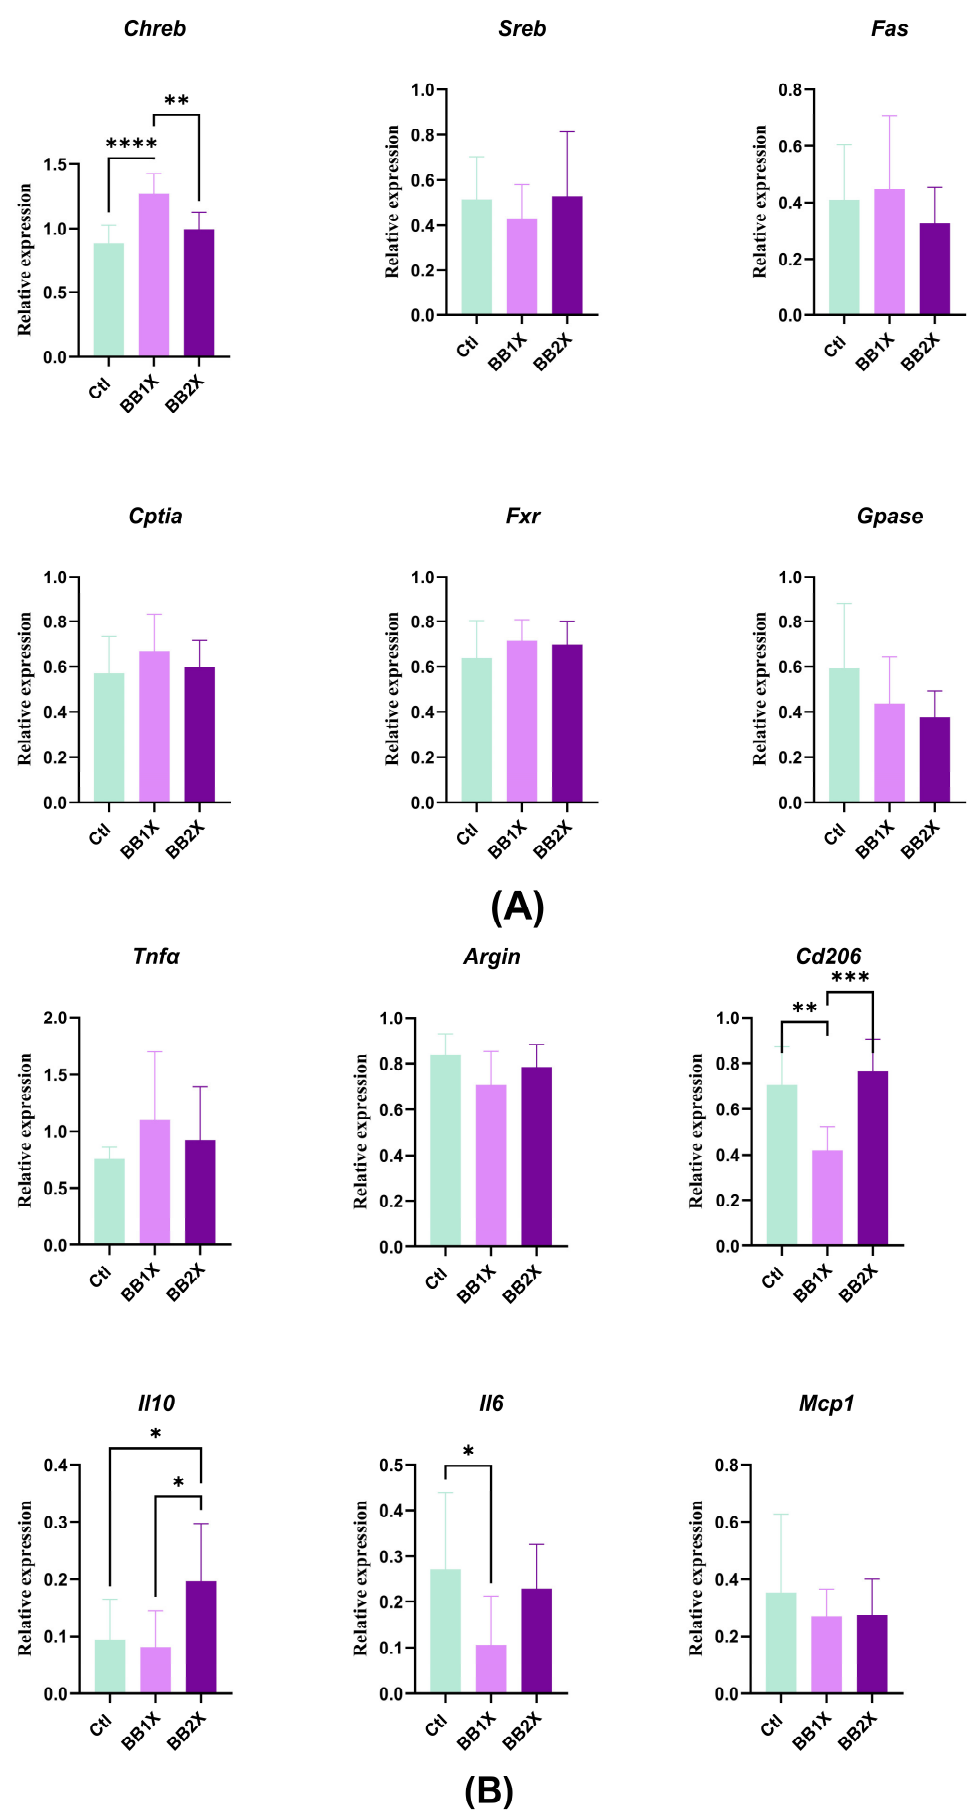 Chreb
Sreb
Fas
**
****
1.5
1.0
0.5
0.0
Relative expression
Ctl
BB1X
BB2X
1.0
0.8
0.6
0.4
0.2
0.0
Relative expression
Ctl
BB1X
BB2X
0.8
0.6
0.4
0.2
0.0
Relative expression
Ctl
BB1X
BB2X
Cptia
Fxr
Gpase
1.0
0.8
0.6
0.4
0.2
0.0
Relative expression
Ctl
BB1X
BB2X
1.0
0.8
0.6
0.4
0.2
0.0
Relative expression
Ctl
BB1X
BB2X
1.0
0.8
0.6
0.4
0.2
0.0
Relative expression
Ctl
BB1X
BB2X
(A)
Tnfα
Argin
Cd206
2.0
1.5
1.0
0.5
0.0
Relative expression
Ctl
BB1X
BB2X
1.0
0.8
0.6
0.4
0.2
0.0
Relative expression
Ctl
BB1X
BB2X
***
**
1.0
0.8
0.6
0.4
0.2
0.0
Relative expression
Ctl
BB1X
BB2X
Il10
Il6
Mcp1
*
*
0.4
0.3
0.2
0.1
0.0
Relative expression
Ctl
BB1X
BB2X
*
0.5
0.4
0.3
0.2
0.1
0.0
Relative expression
Ctl
BB1X
BB2X
0.8
0.6
0.4
0.2
0.0
Relative expression
Ctl
BB1X
BB2X
(B)